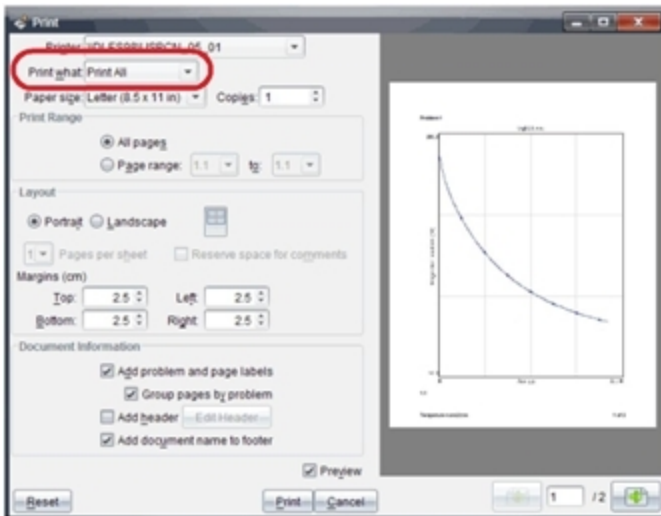 Print
Printer:
Print what: Print All
Paper size: Letter (8.5 x 11 in) Copies: 1
Print Range
All pages
Page range: 1.1 to: 1.1
Layout
Portrait Landscape
1 Pages per sheet Reserve space for comments
Margins (cm)
Top: 2.5 Left: 2.5
Bottom: 2.5 Right: 2.5
Document Information
Add problem and page labels
Group pages by problem
Add header Edit Header
Add document name to footer
Preview
Reset Print Cancel
1 /2